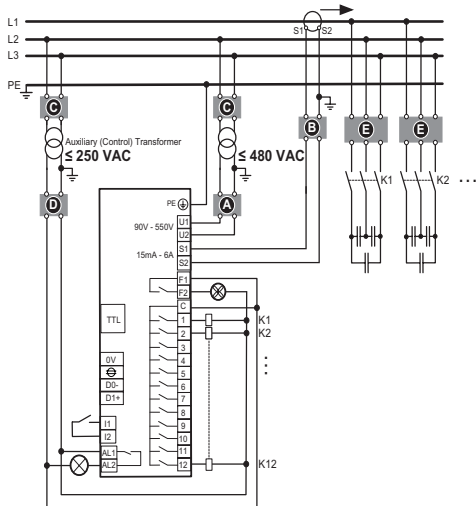 L1
S1 S2
L2
L3
PE
C C
B E E
Auxiliary (Control) Transformer
≤ 250 VAC ≤ 480 VAC
K1 K2 ...
D A
PE
90V - 550V U1
U2
15mA - 6A S1
S2
F1
F2
C
TTL 1 K1
2 K2
3
0V 4
5
D0- 6
D1+ 7
8
I1 9
I2 10
AL1 11
AL2 12 K12